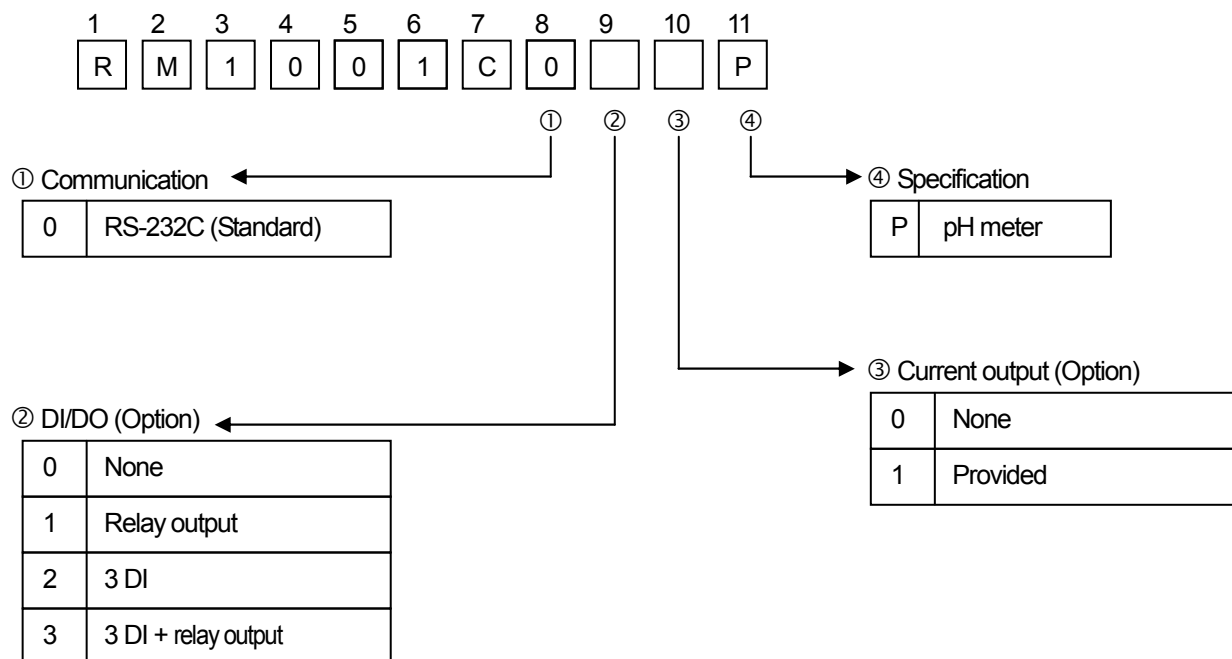 1 2 3 4 5 6 7 8 9 10 11
R M 1 0 0 1 C 0 P
① ② ③ ④
① Communication
0 RS-232C (Standard)
④ Specification
P pH meter
③ Current output (Option)
0 None
1 Provided
② DI/DO (Option)
0 None
1 Relay output
2 3 DI
3 3 DI + relay output